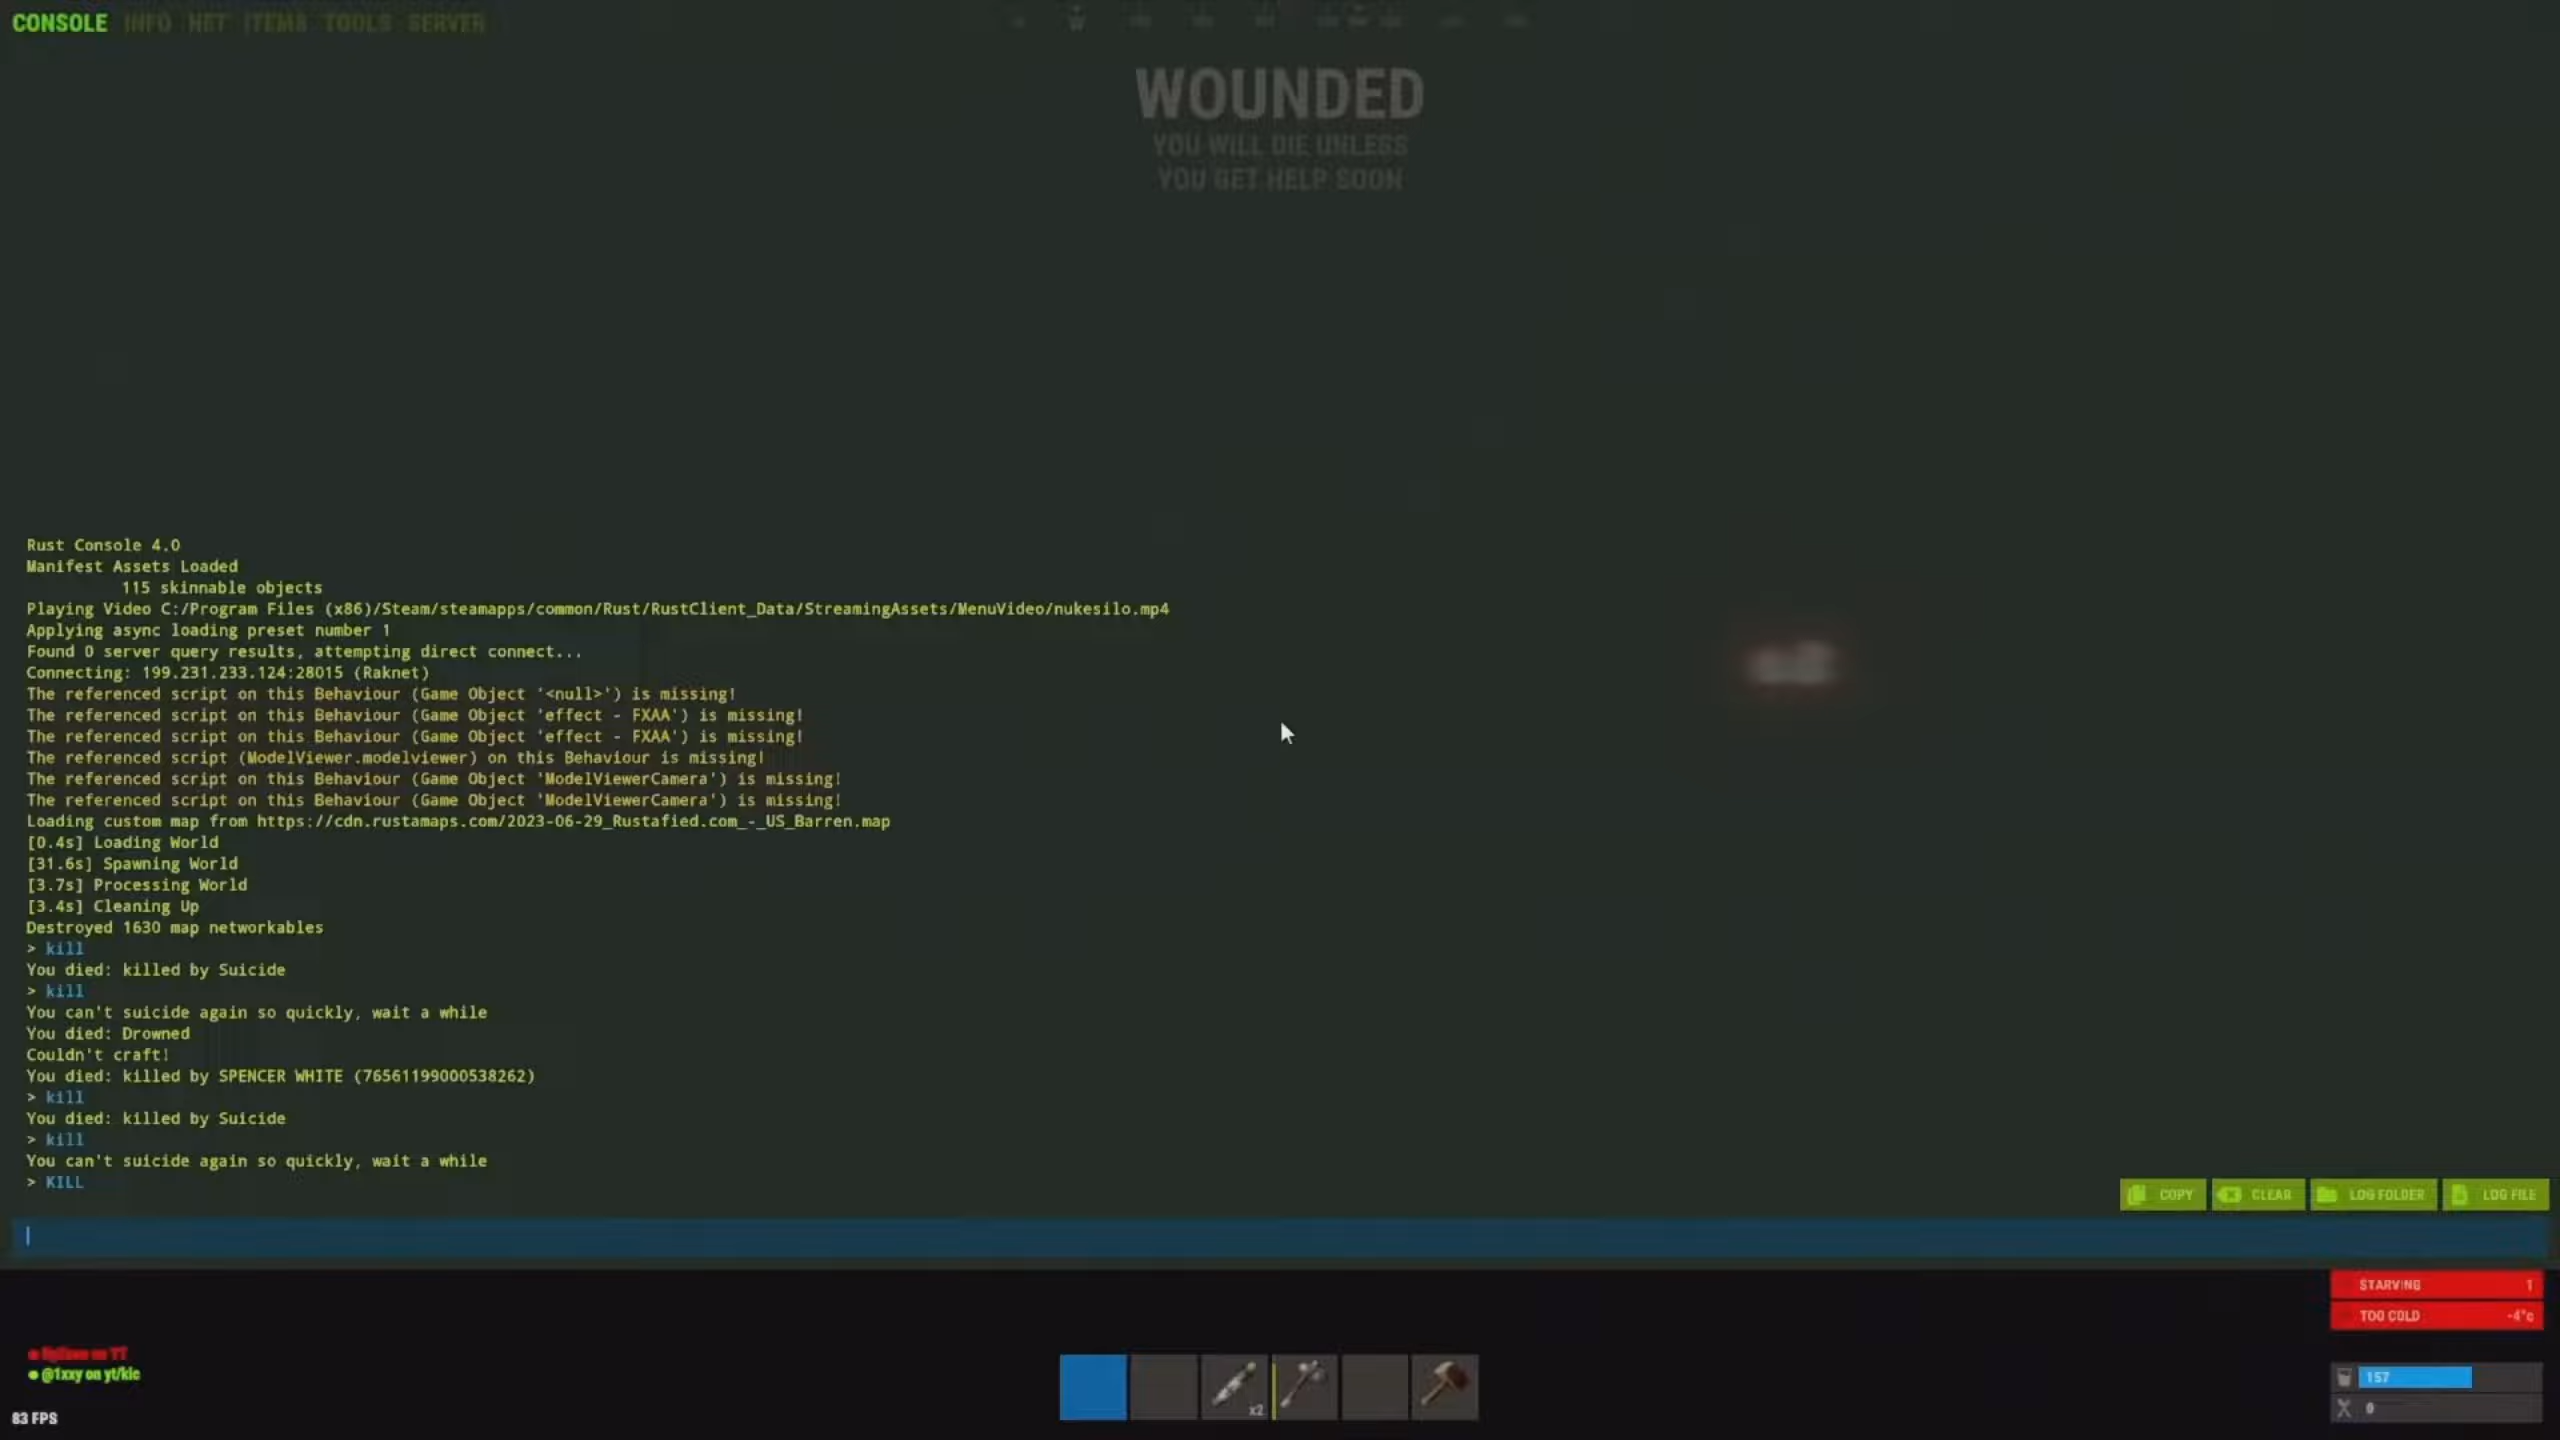 CONSOLE INFO NET ITEMS TOOLS SERVER
WOUNDED
YOU WILL DIE UNLESS
YOU GET HELP SOON
Rust Console 4.0
Manifest Assets Loaded
115 skinnable objects
Playing Video C:/Program Files (x86)/Steam/steamapps/common/Rust/RustClient_Data/StreamingAssets/MenuVideo/nukesilo.mp4
Applying async loading preset number 1
Found 0 server query results, attempting direct connect...
Connecting: 199.231.233.124:28015 (Raknet)
The referenced script on this Behaviour (Game Object '<null>') is missing!
The referenced script on this Behaviour (Game Object 'effect - FXAA') is missing!
The referenced script on this Behaviour (Game Object 'effect - FXAA') is missing!
The referenced script (ModelViewer.modelviewer) on this Behaviour is missing!
The referenced script on this Behaviour (Game Object 'ModelViewerCamera') is missing!
The referenced script on this Behaviour (Game Object 'ModelViewerCamera') is missing!
Loading custom map from https://cdn.rustamaps.com/2023-06-29_Rustafied.com_-_US_Barren.map
[0.4s] Loading World
[31.6s] Spawning World
[3.7s] Processing World
[3.4s] Cleaning Up
Destroyed 1630 map networkables
> kill
You died: killed by Suicide
> kill
You can't suicide again so quickly, wait a while
You died: Drowned
Couldn't craft!
You died: killed by SPENCER WHITE (76561199000538262)
> kill
You died: killed by Suicide
> kill
You can't suicide again so quickly, wait a while
> KILL
COPY CLEAR LOG FOLDER LOG FILE
STARVING 1
TOO COLD -4°c
on YT
@1xxy on yt/kic
x2
157
0
83 FPS